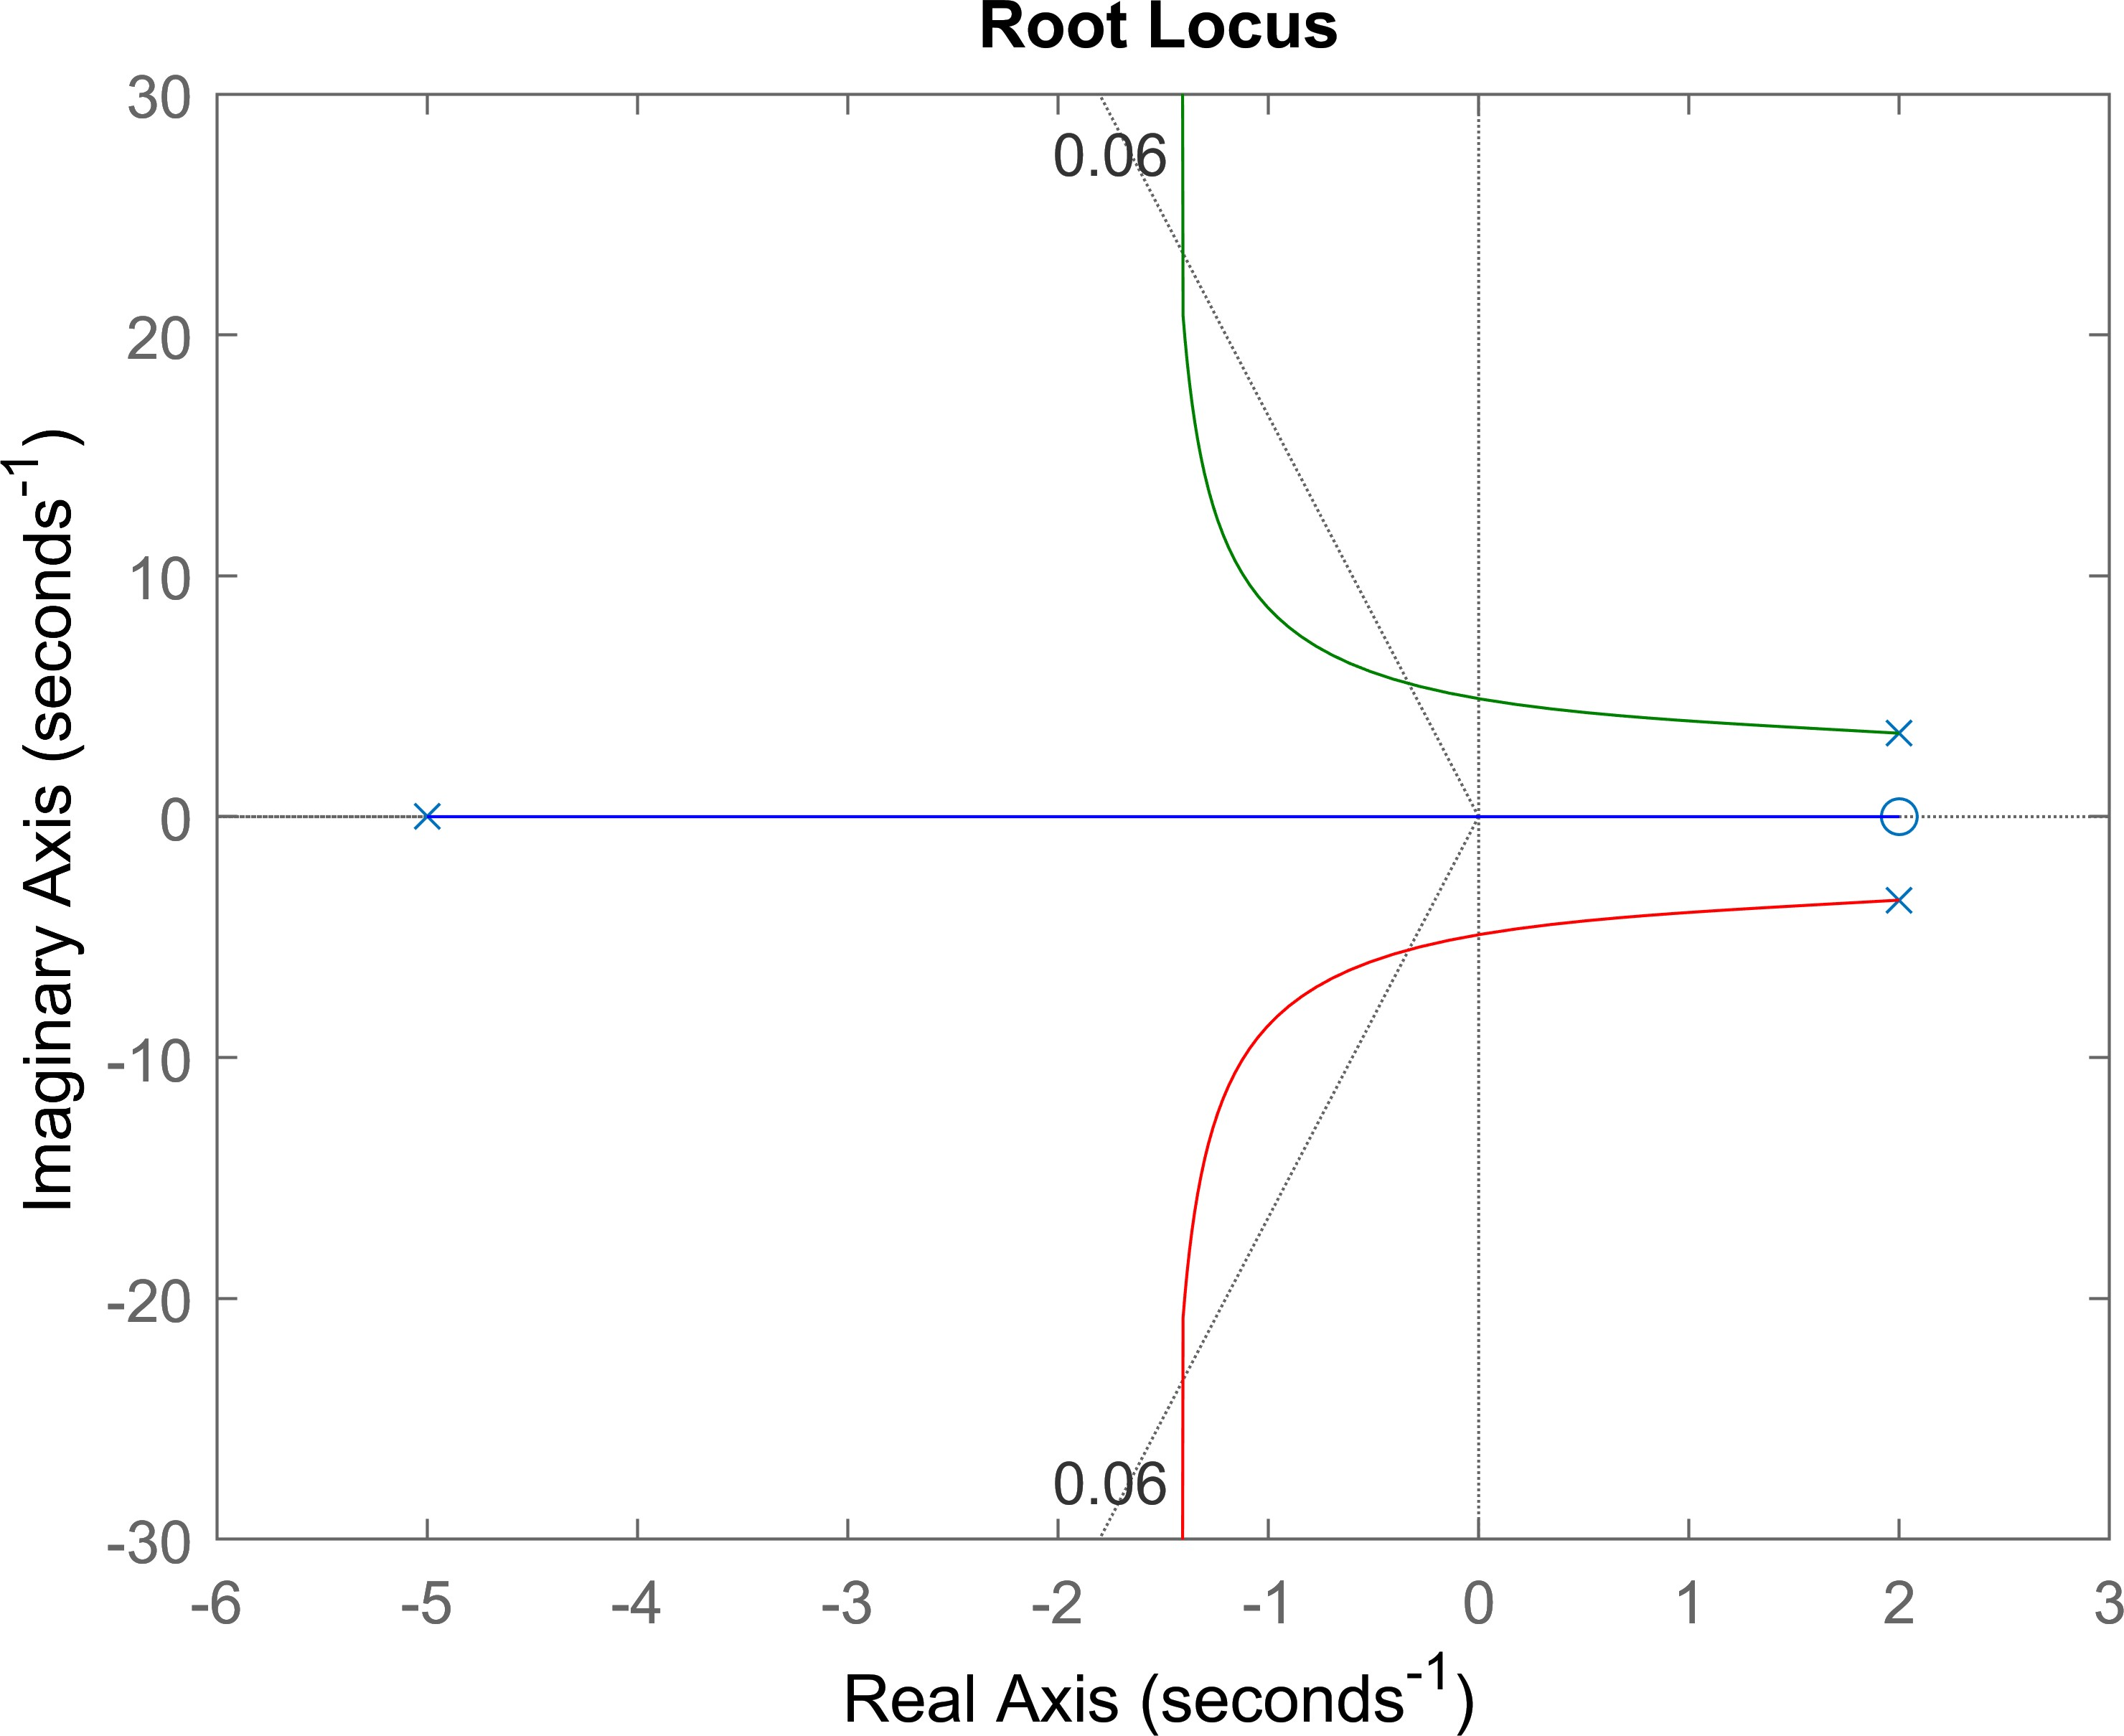 Root Locus
30
0.06
20
10
0
-10
-20
0.06
-30
-6 -5 -4 -3 -2 -1 0 1 2 3
Real Axis (seconds⁻¹)
Imaginary Axis (seconds⁻¹)